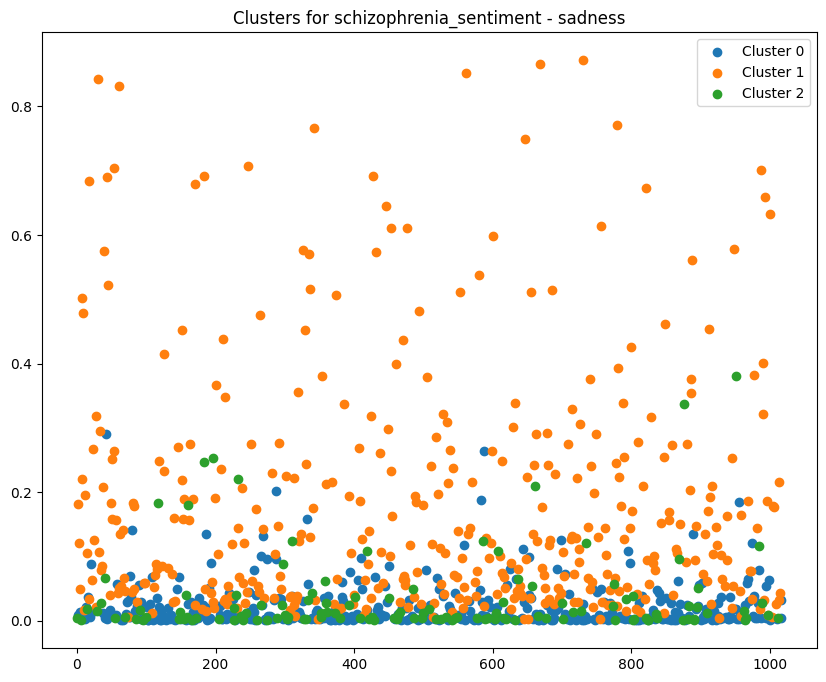 Clusters for schizophrenia_sentiment - sadness
Cluster 0
Cluster 1
Cluster 2
0.8
0.6
0.4
0.2
0.0
0 200 400 600 800 1000